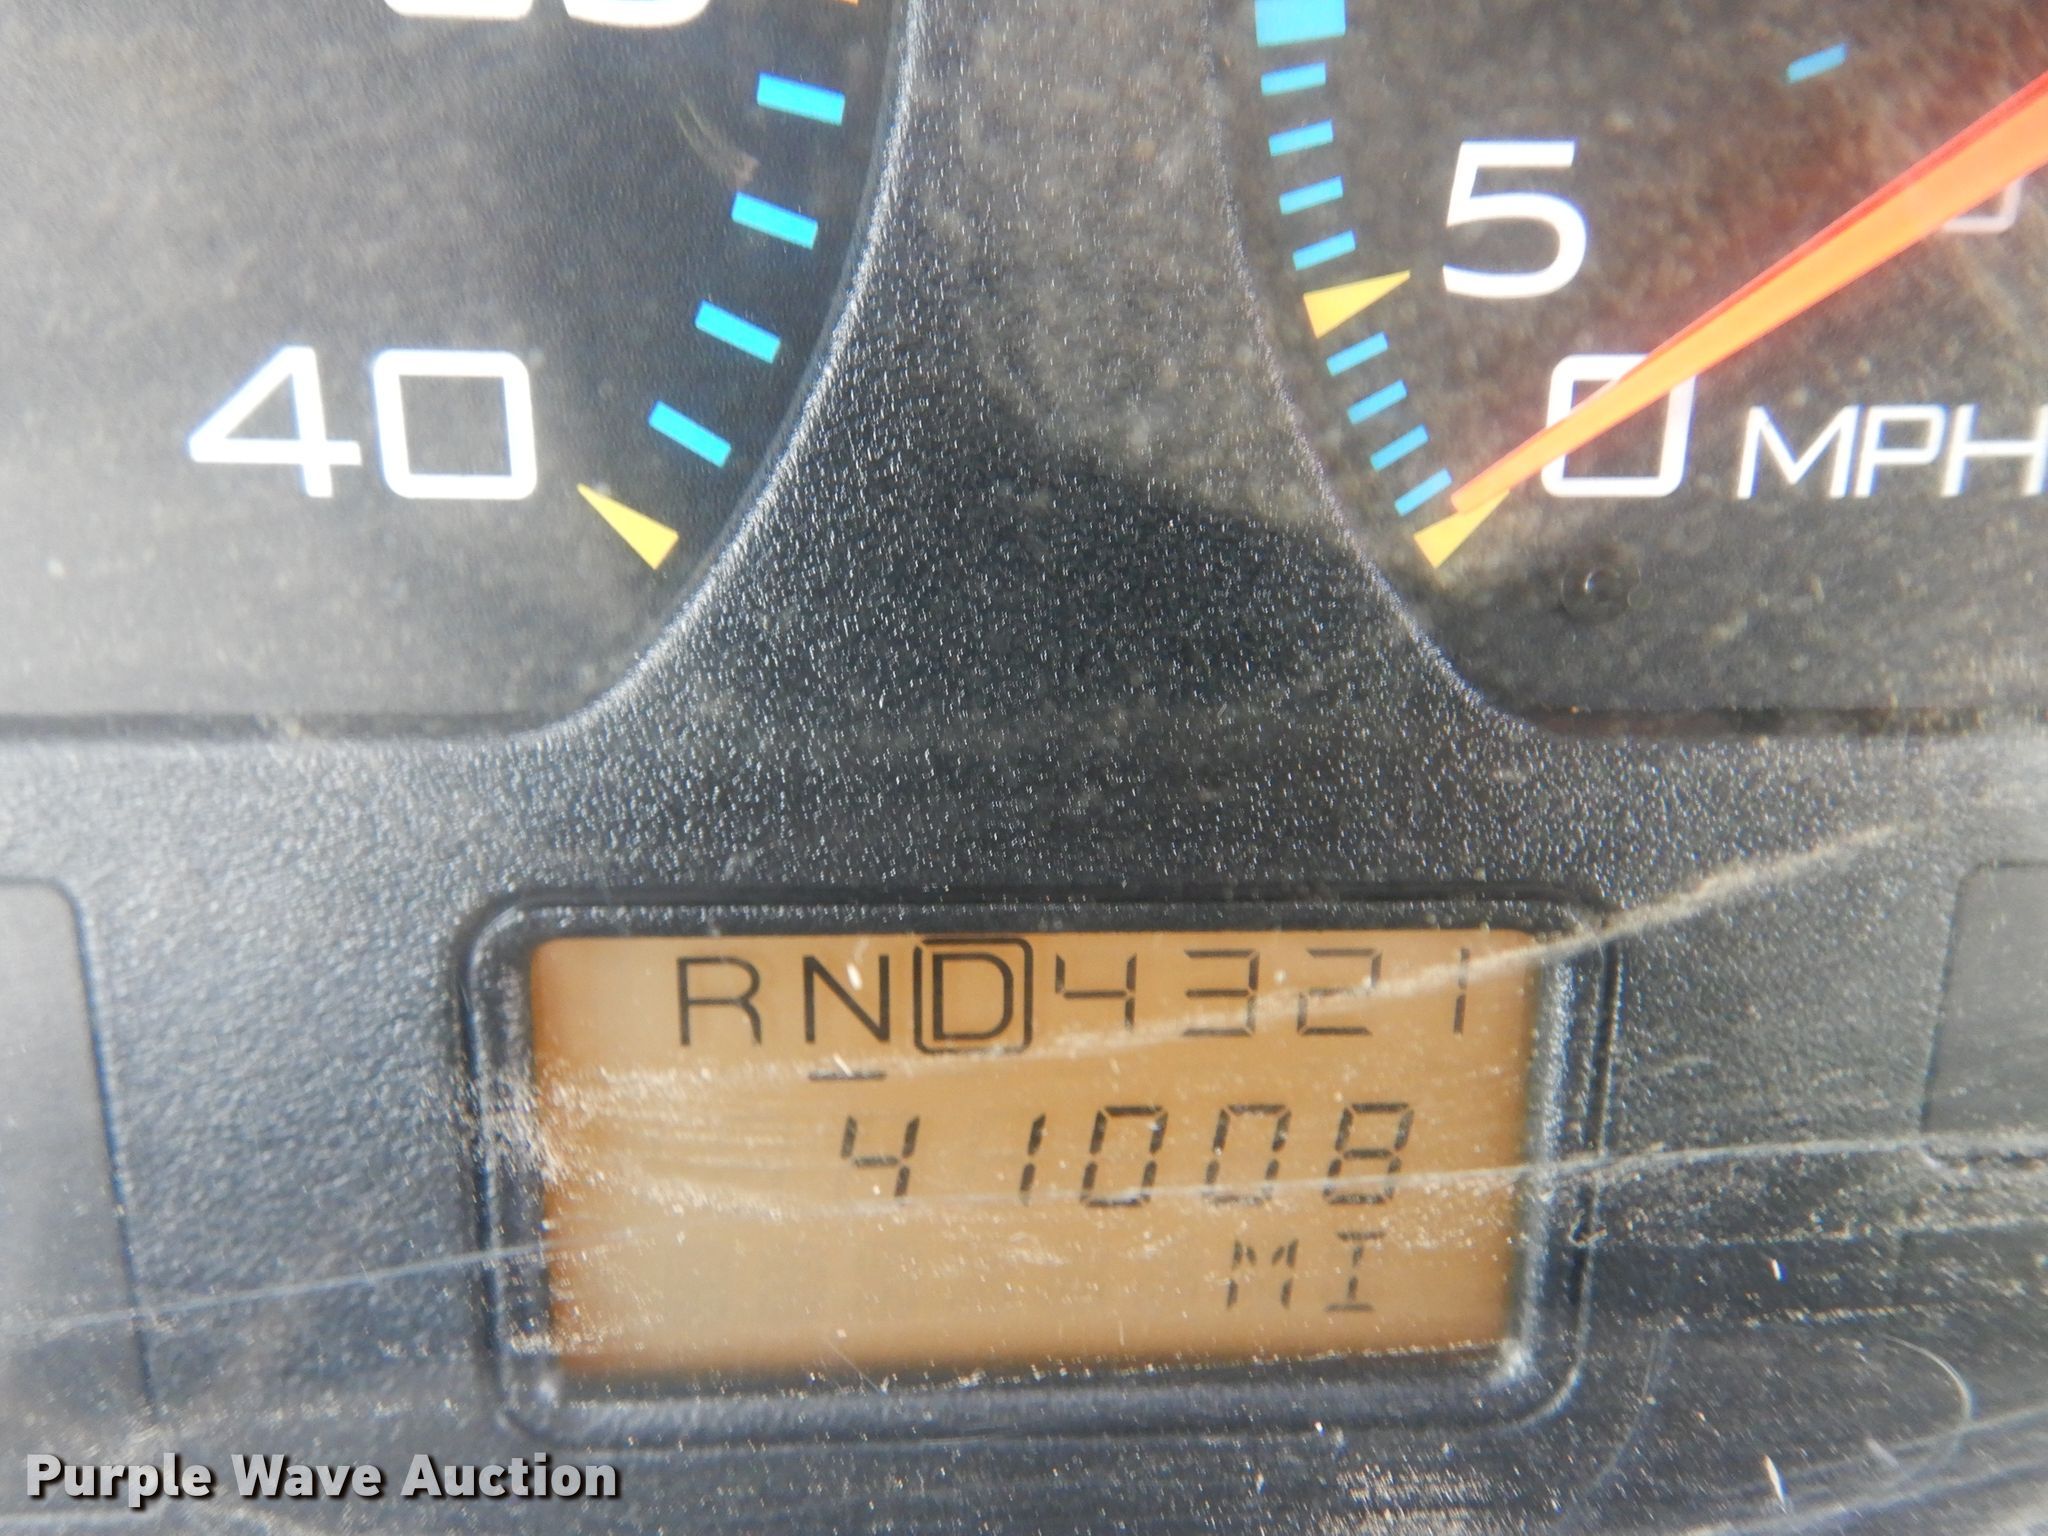 5
40
0 MPH
RND4321
41008
MI
Purple Wave Auction